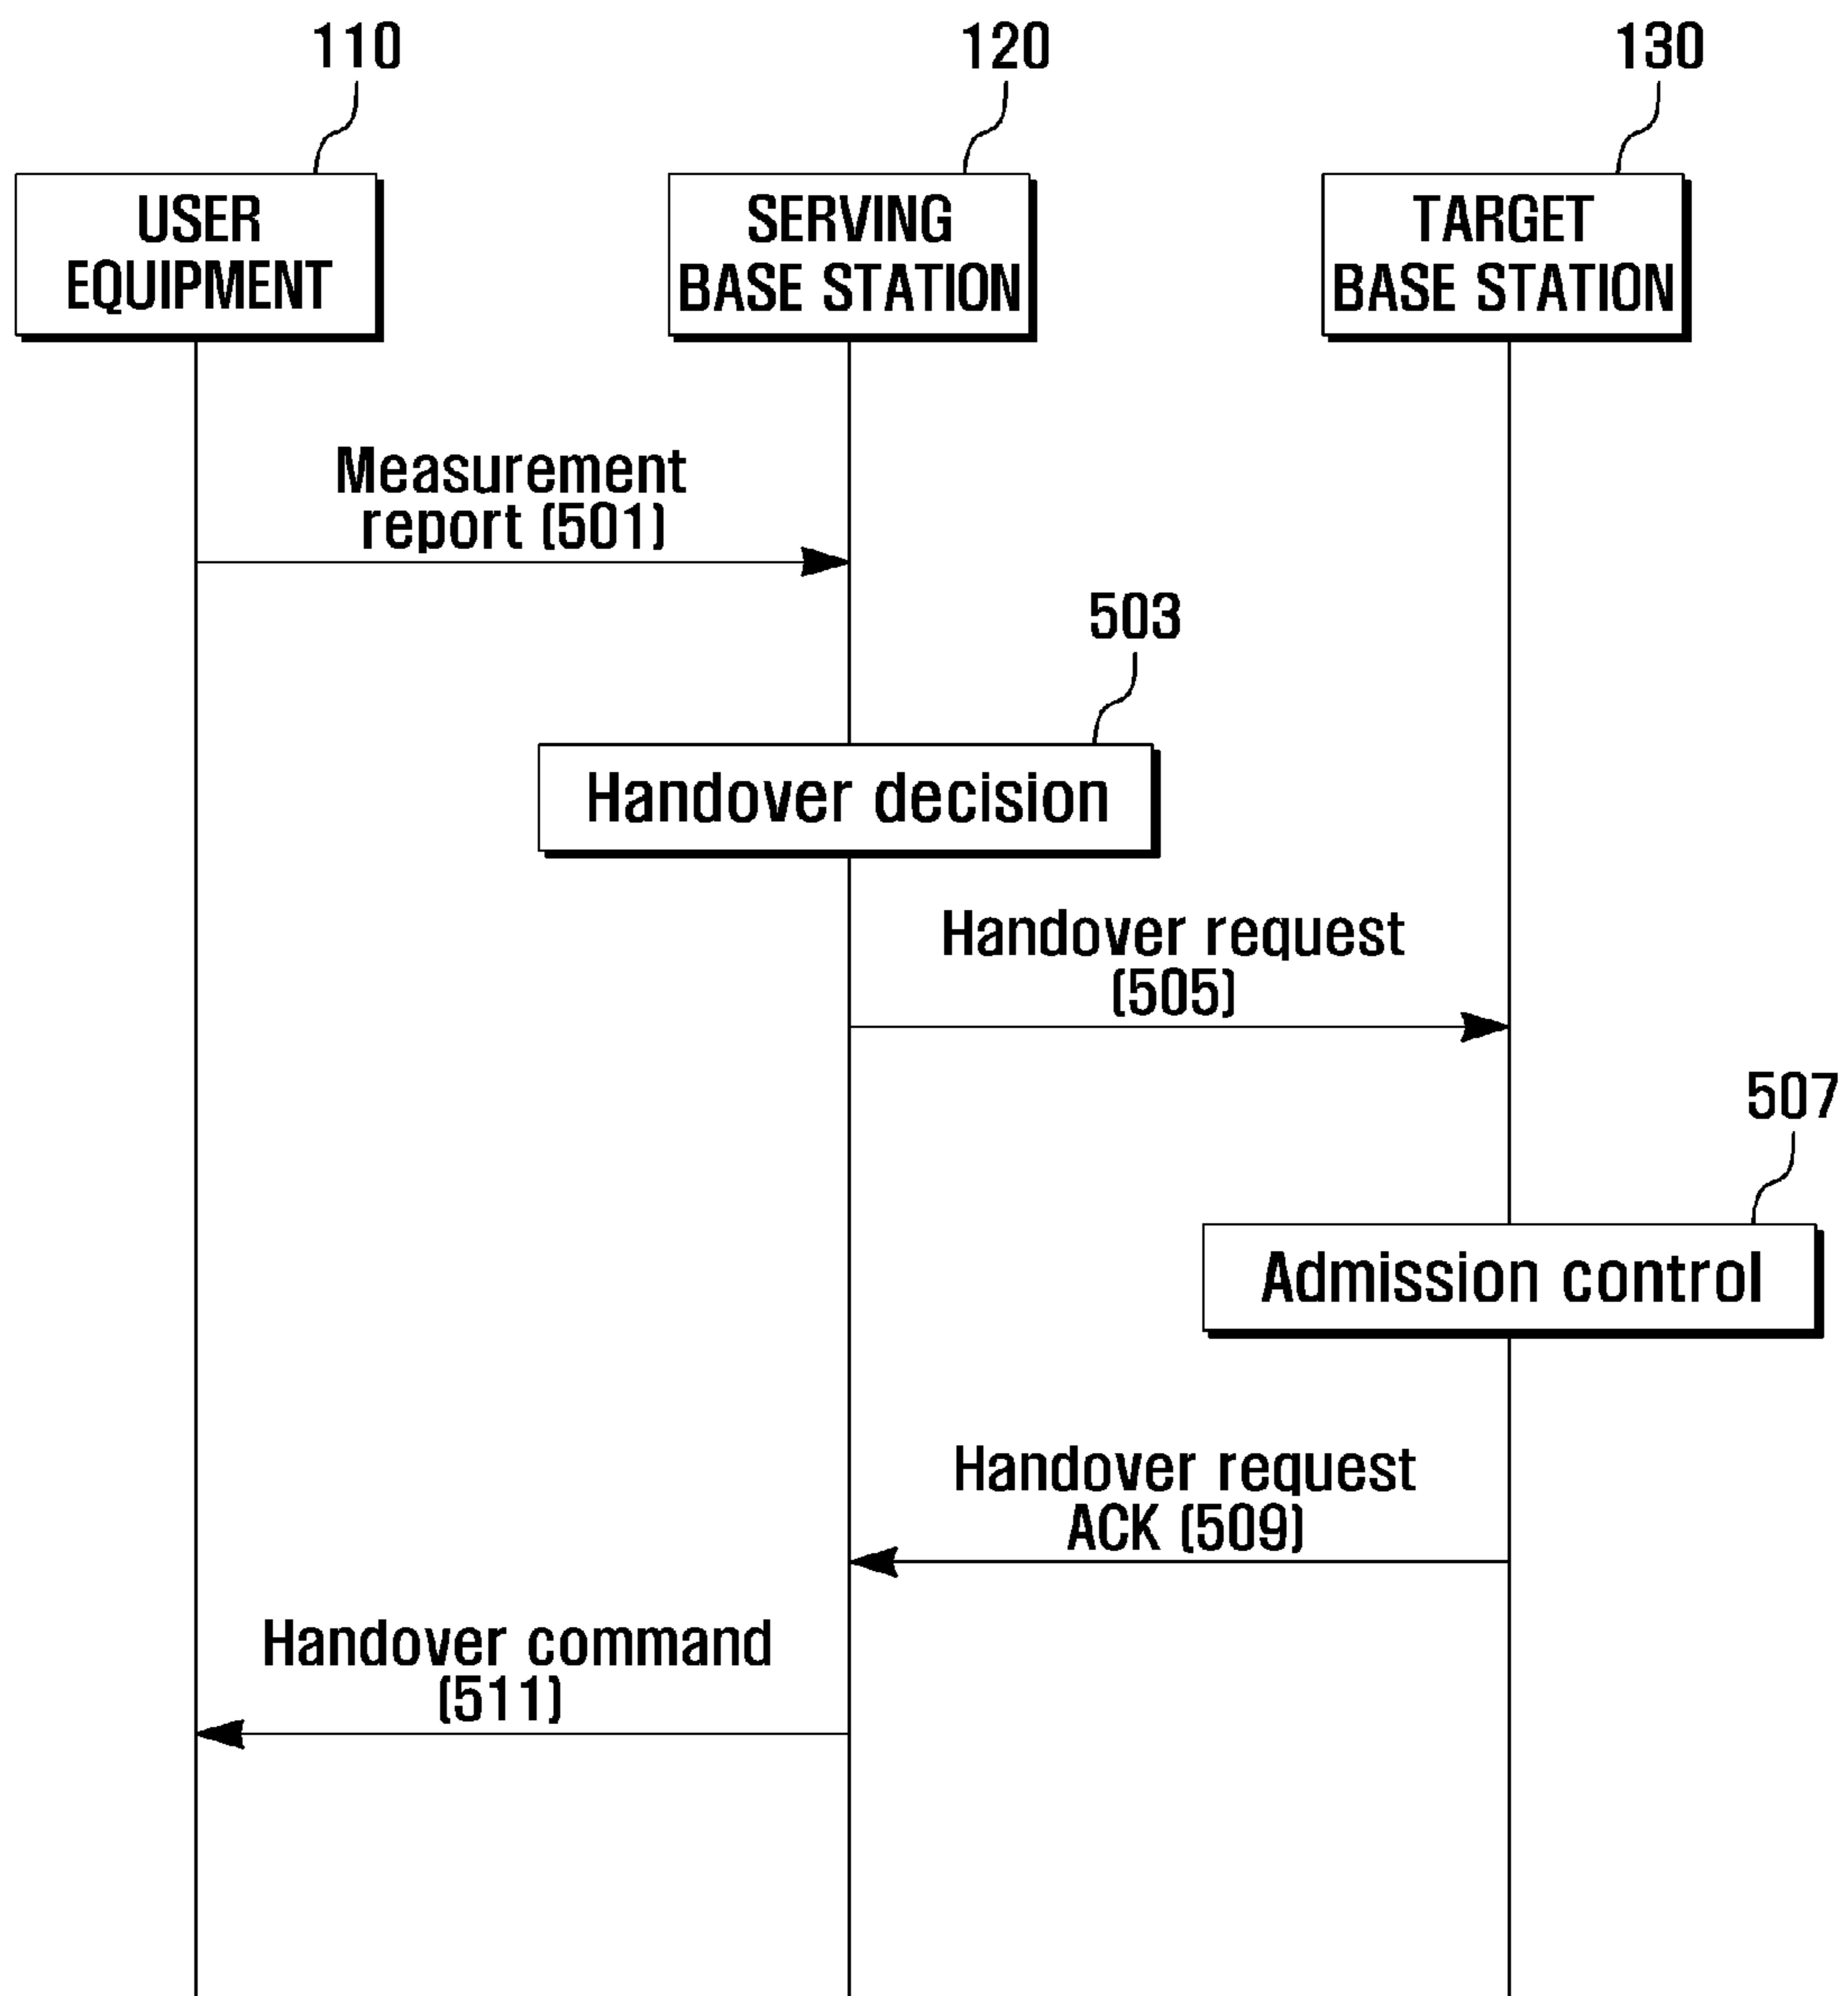 110
120
130
USER
EQUIPMENT
SERVING
BASE STATION
TARGET
BASE STATION
Measurement
report (501)
503
Handover decision
Handover request
(505)
507
Admission control
Handover request
ACK (509)
Handover command
(511)